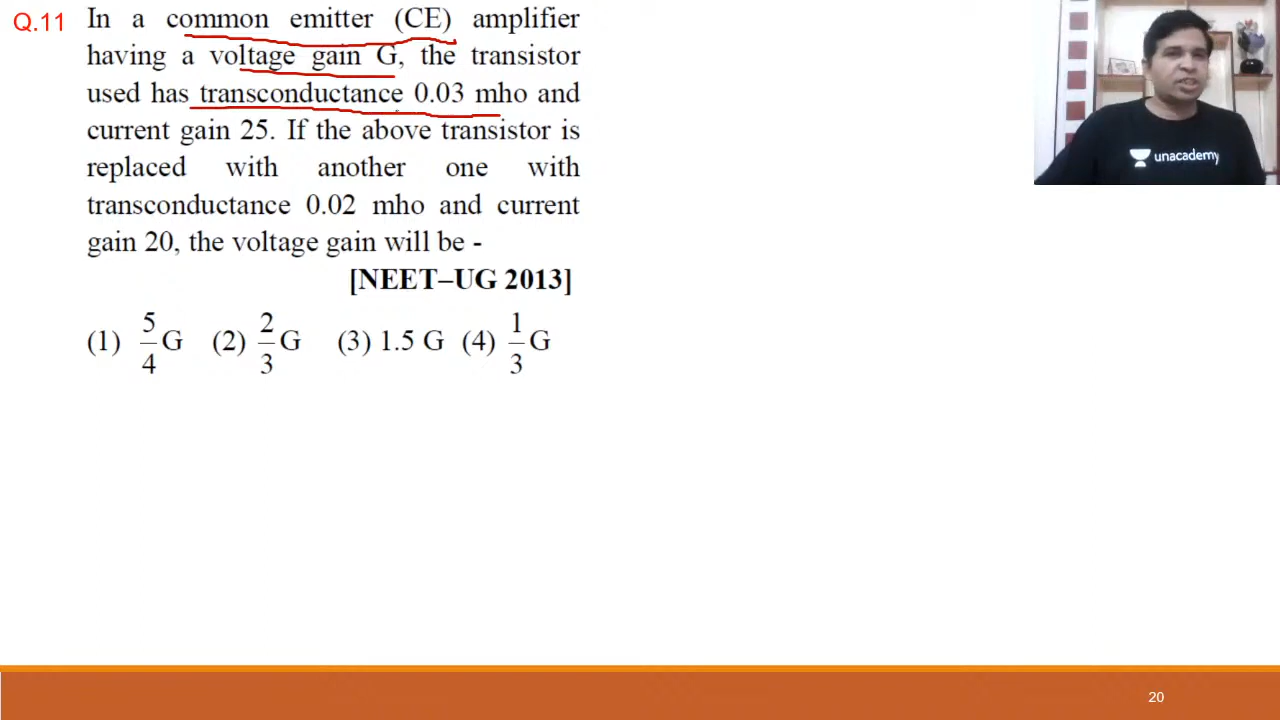 Q.11
In a common emitter (CE) amplifier
having a voltage gain G, the transistor
used has transconductance 0.03 mho and
current gain 25. If the above transistor is
replaced with another one with
transconductance 0.02 mho and current
gain 20, the voltage gain will be -
[NEET–UG 2013]
(1) 5/4 G (2) 2/3 G (3) 1.5 G (4) 1/3 G
unacademy
20